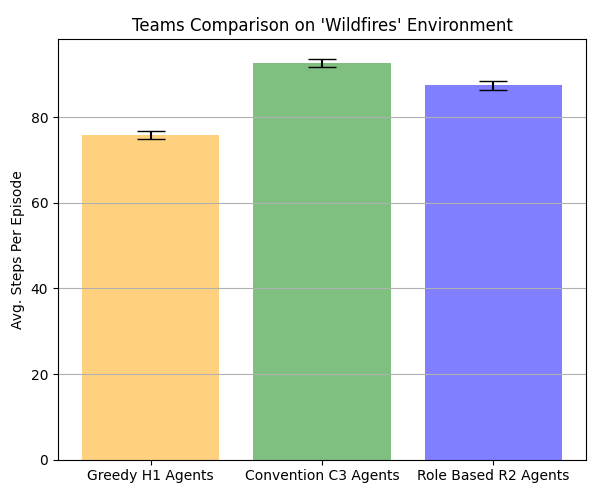 Teams Comparison on 'Wildfires' Environment
Avg. Steps Per Episode
80
60
40
20
0
Greedy H1 Agents Convention C3 Agents Role Based R2 Agents